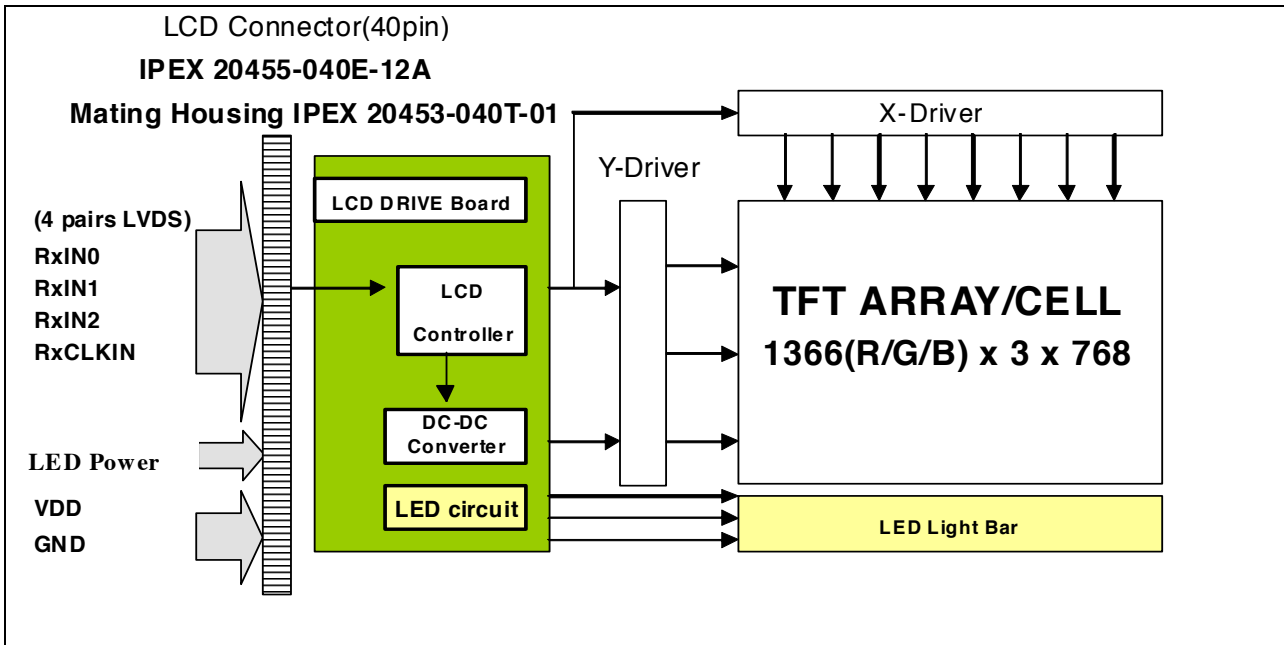 LCD Connector(40pin)
IPEX 20455-040E-12A
Mating Housing IPEX 20453-040T-01
X-Driver
Y-Driver
LCD DRIVE Board
(4 pairs LVDS)
RxIN0
RxIN1
RxIN2
RxCLKIN
LCD
Controller
TFT ARRAY/CELL
1366(R/G/B) x 3 x 768
DC-DC
Converter
LED Power
VDD
GND
LED circuit
LED Light Bar